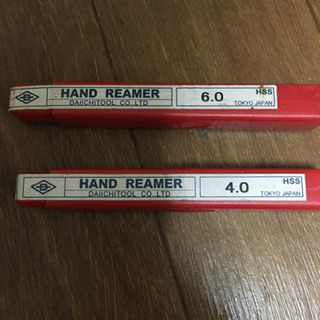 HAND REAMER
DAIICHITOOL CO.,LTD
6.0
HSS
TOKYO JAPAN
HAND REAMER
DAIICHITOOL CO.,LTD
4.0
HSS
TOKYO JAPAN